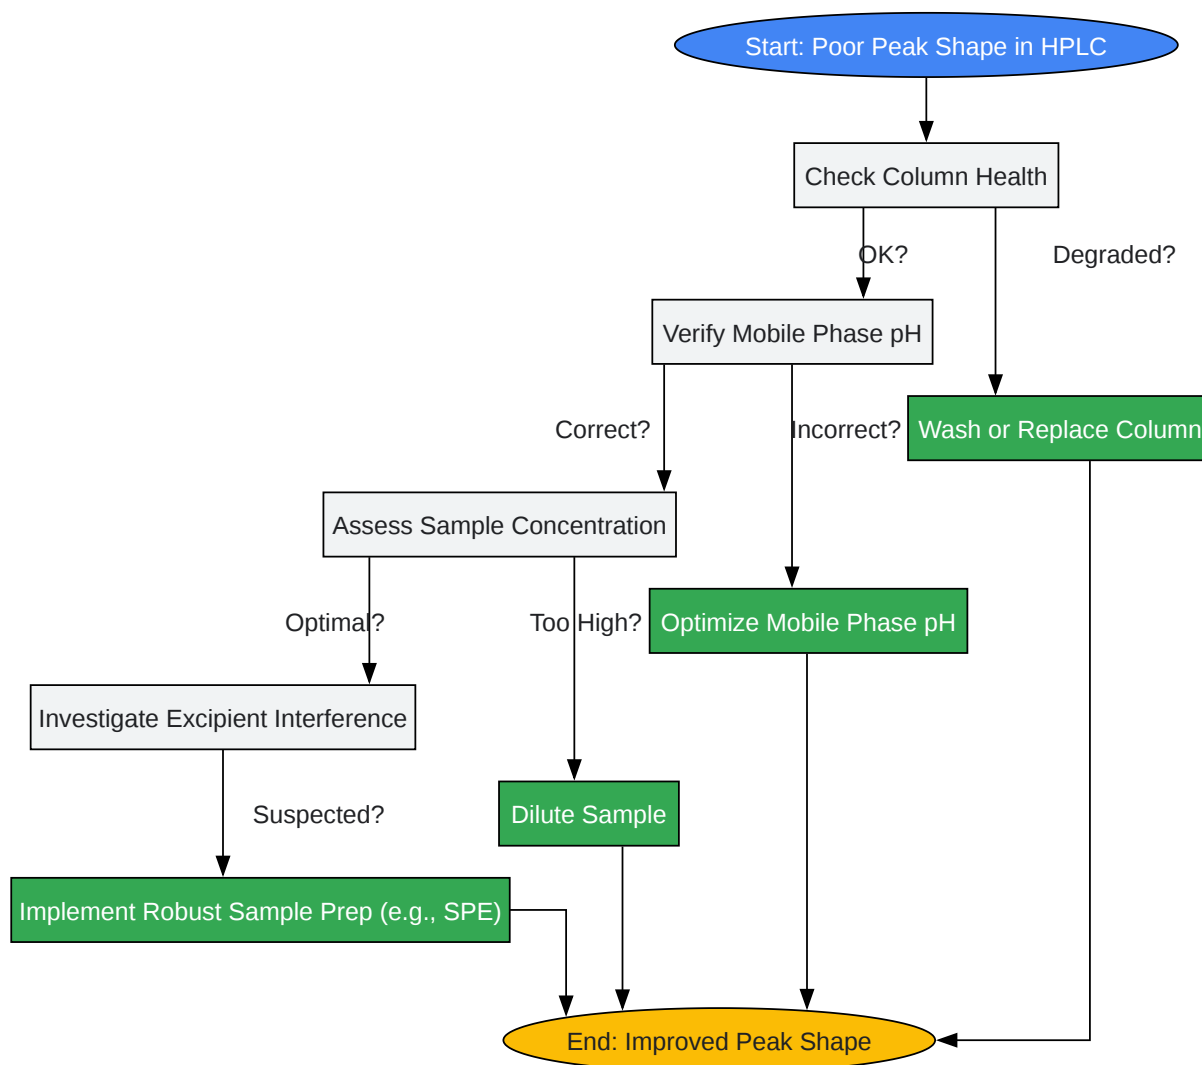 Start: Poor Peak Shape in HPLC
Check Column Health
OK?
Degraded?
Verify Mobile Phase pH
Correct?
Incorrect?
Wash or Replace Column
Assess Sample Concentration
Optimal?
Too High?
Optimize Mobile Phase pH
Investigate Excipient Interference
Suspected?
Dilute Sample
Implement Robust Sample Prep (e.g., SPE)
End: Improved Peak Shape